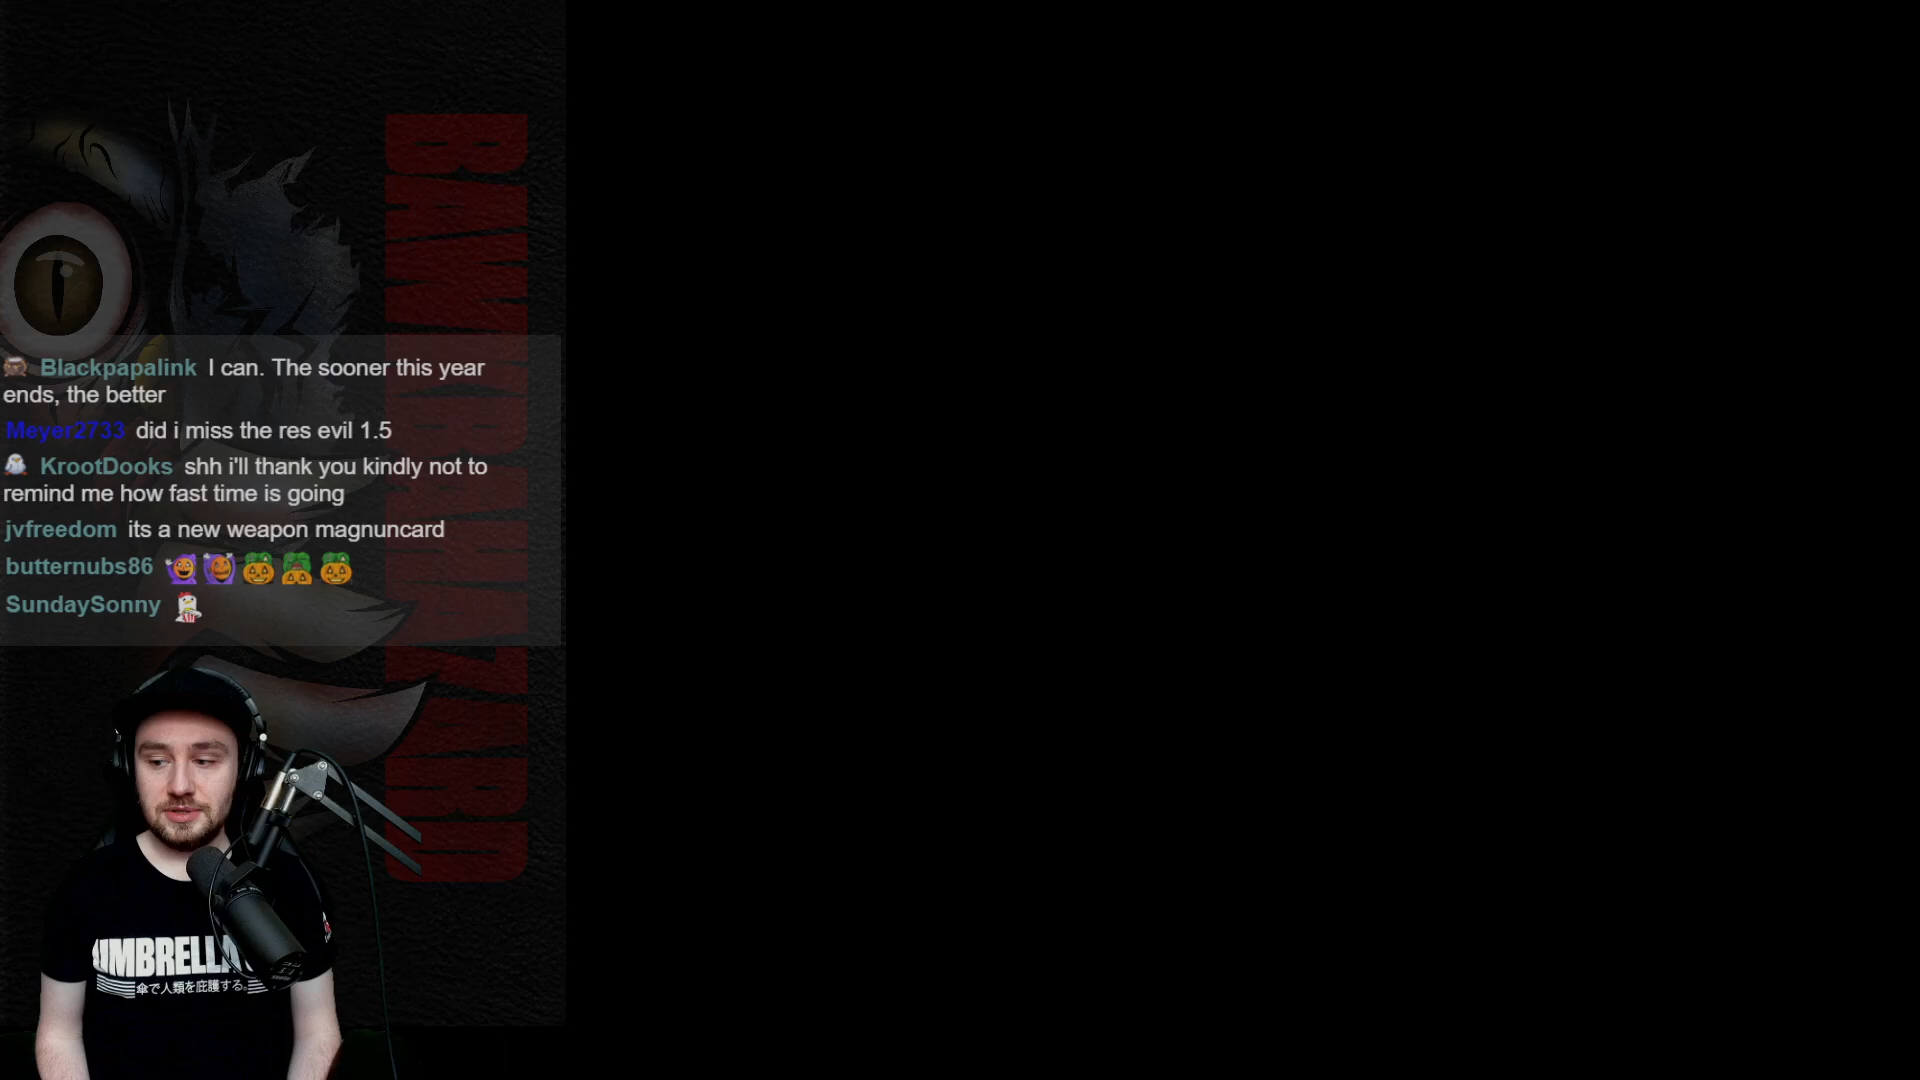 BAWKBAHAZARD
Blackpapalink I can. The sooner this year
ends, the better
Meyer2733 did i miss the res evil 1.5
KrootDooks shh i'll thank you kindly not to
remind me how fast time is going
jvfreedom its a new weapon magnuncard
butternubs86
SundaySonny
UMBRELLA
傘で人類を庇護する。